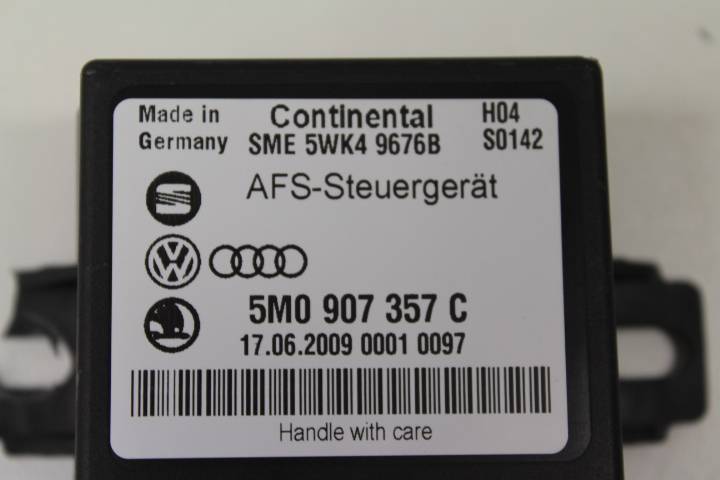 Made in Continental H04
Germany SME 5WK4 9676B S0142
AFS-Steuergerät
5M0 907 357 C
17.06.2009 0001 0097
Handle with care